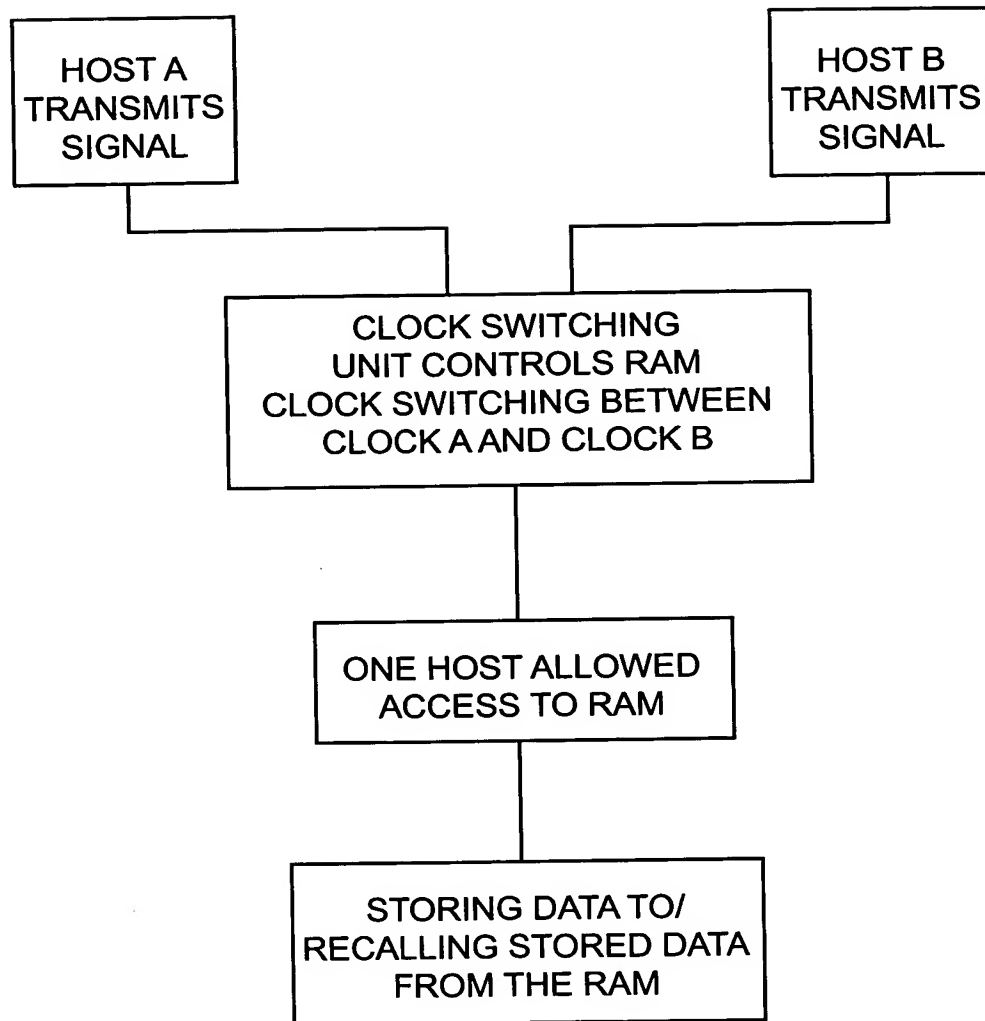 HOST A
TRANSMITS
SIGNAL
HOST B
TRANSMITS
SIGNAL
CLOCK SWITCHING
UNIT CONTROLS RAM
CLOCK SWITCHING BETWEEN
CLOCK A AND CLOCK B
ONE HOST ALLOWED
ACCESS TO RAM
STORING DATA TO/
RECALLING STORED DATA
FROM THE RAM